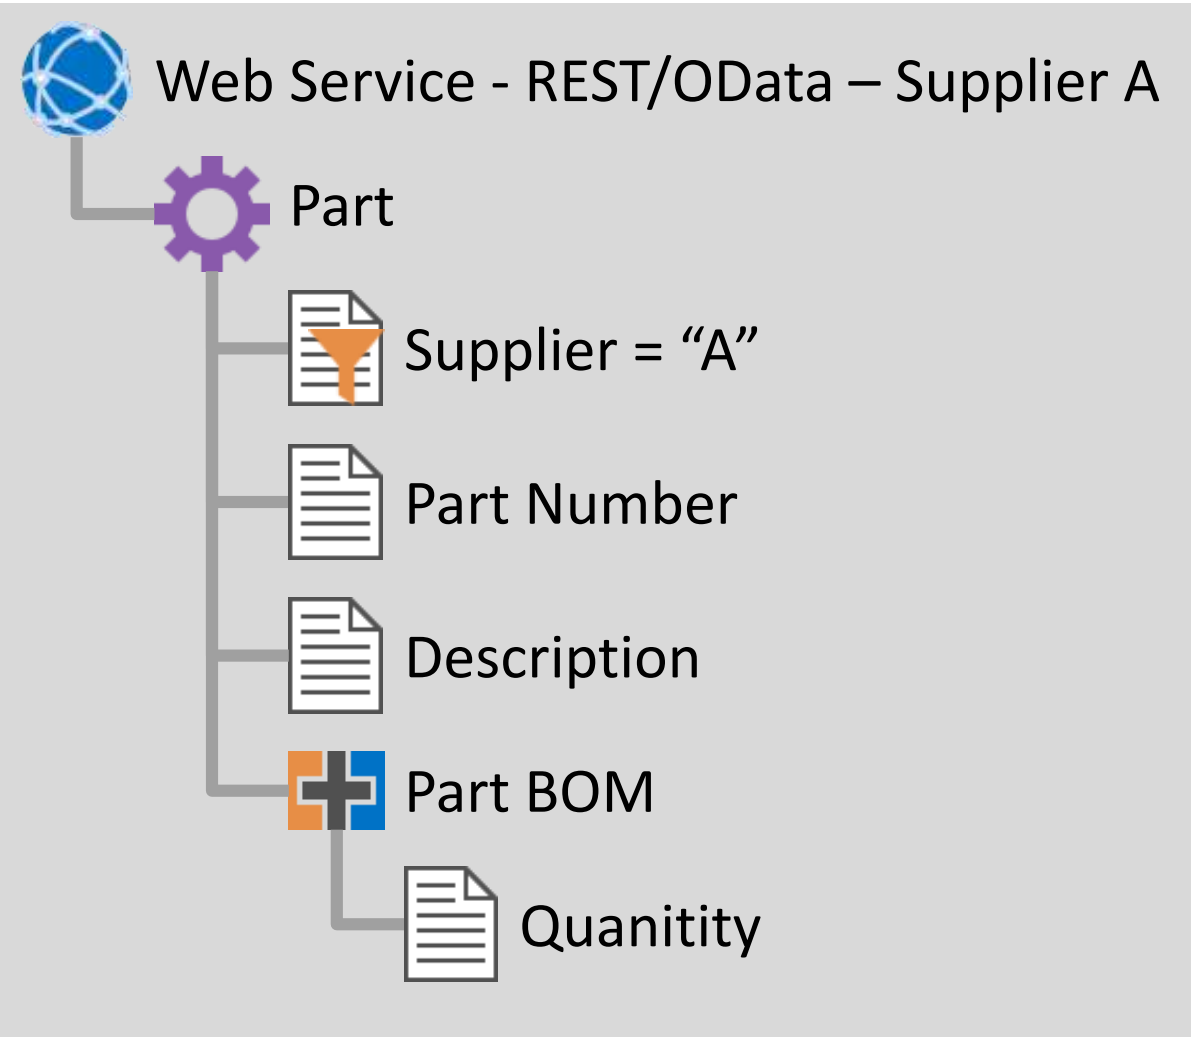 Web Service - REST/OData – Supplier A
Part
Supplier = “A”
Part Number
Description
Part BOM
Quanitity